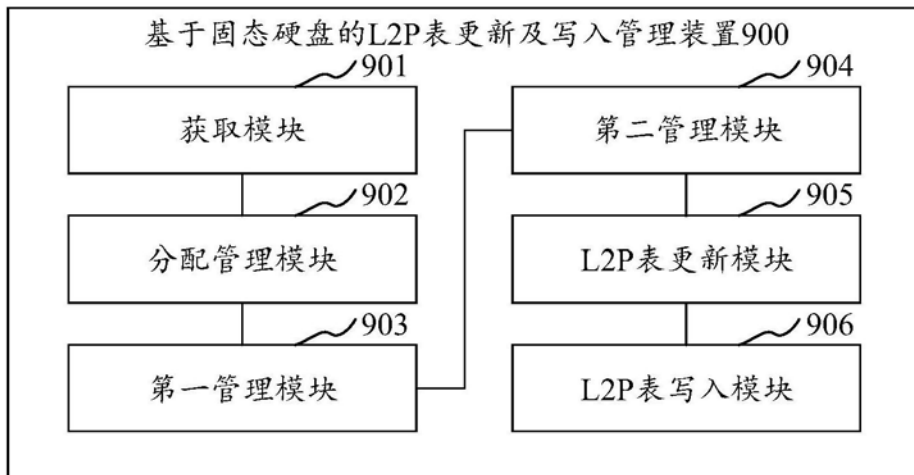 基于固态硬盘的L2P表更新及写入管理装置900
901
获取模块
902
分配管理模块
903
第一管理模块
904
第二管理模块
905
L2P表更新模块
906
L2P表写入模块